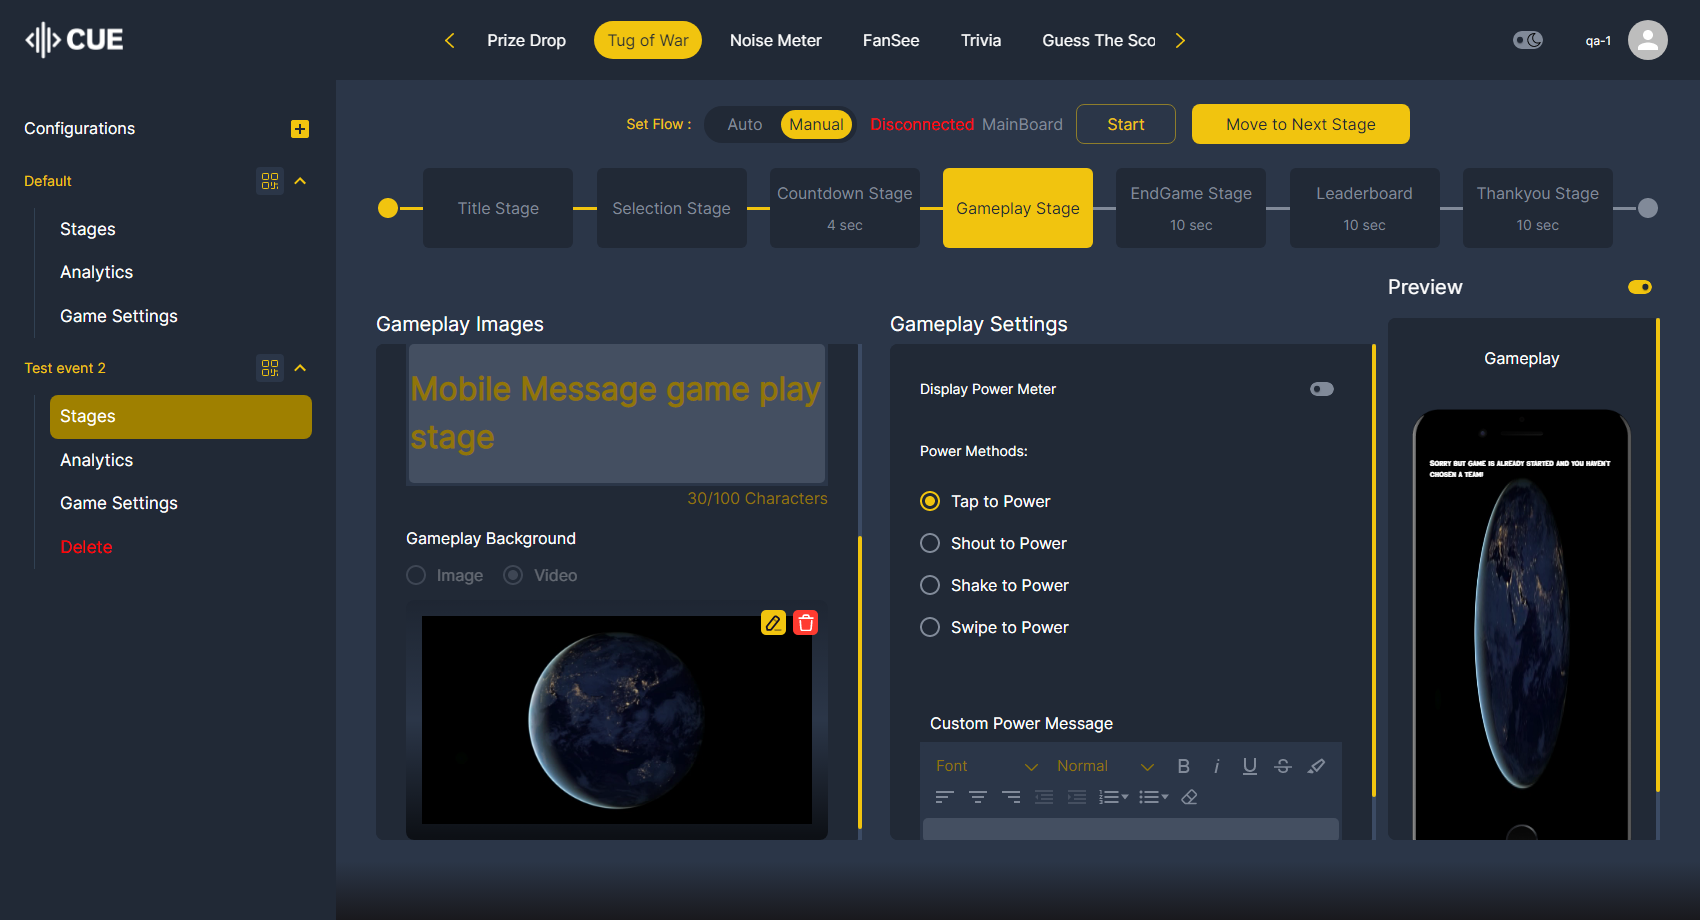 CUE
Prize Drop
Tug of War
Noise Meter
FanSee
Trivia
Guess The Sco
qa-1
Configurations
Default
Stages
Analytics
Game Settings
Test event 2
Stages
Analytics
Game Settings
Delete
Set Flow :
Auto
Manual
Disconnected MainBoard
Start
Move to Next Stage
Title Stage
Selection Stage
Countdown Stage
4 sec
Gameplay Stage
EndGame Stage
10 sec
Leaderboard
10 sec
Thankyou Stage
10 sec
Gameplay Images
Mobile Message game play
stage
30/100 Characters
Gameplay Background
Image
Video
Gameplay Settings
Display Power Meter
Power Methods:
Tap to Power
Shout to Power
Shake to Power
Swipe to Power
Custom Power Message
Font
Normal
Preview
Gameplay
Sorry but game is already started and you haven't
chosen a team!